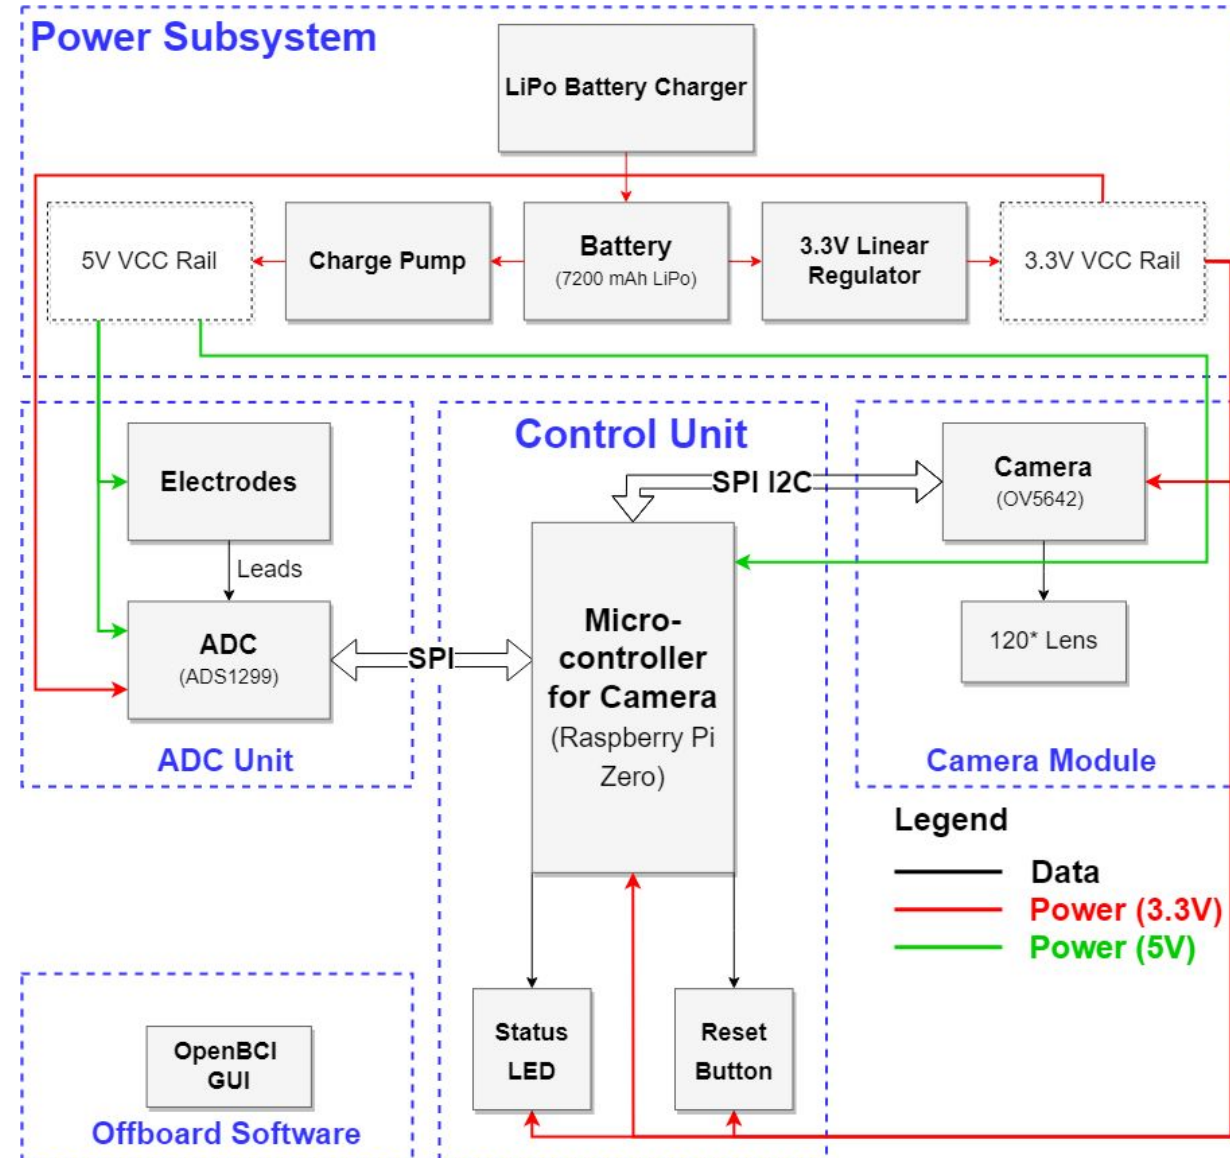 Power Subsystem
LiPo Battery Charger
5V VCC Rail
Charge Pump
Battery
(7200 mAh LiPo)
3.3V Linear
Regulator
3.3V VCC Rail
Electrodes
Leads
ADC
(ADS1299)
ADC Unit
SPI
Control Unit
SPI I2C
Micro-
controller
for Camera
(Raspberry Pi
Zero)
Status
LED
Reset
Button
Camera
(OV5642)
120* Lens
Camera Module
Legend
Data
Power (3.3V)
Power (5V)
OpenBCI
GUI
Offboard Software